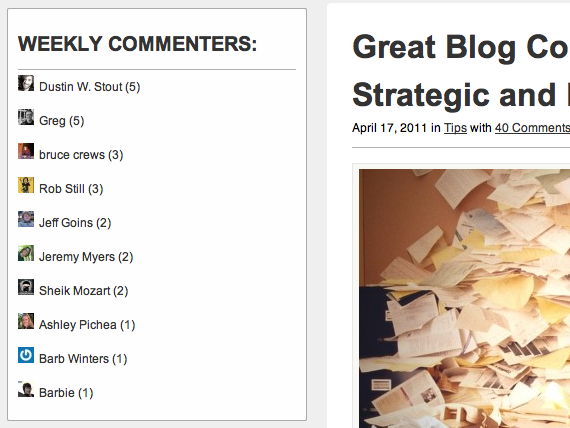 WEEKLY COMMENTERS:
Dustin W. Stout (5)
Greg (5)
bruce crews (3)
Rob Still (3)
Jeff Goins (2)
Jeremy Myers (2)
Sheik Mozart (2)
Ashley Pichea (1)
Barb Winters (1)
Barbie (1)
Great Blog Co
Strategic and
April 17, 2011 in Tips with 40 Comments